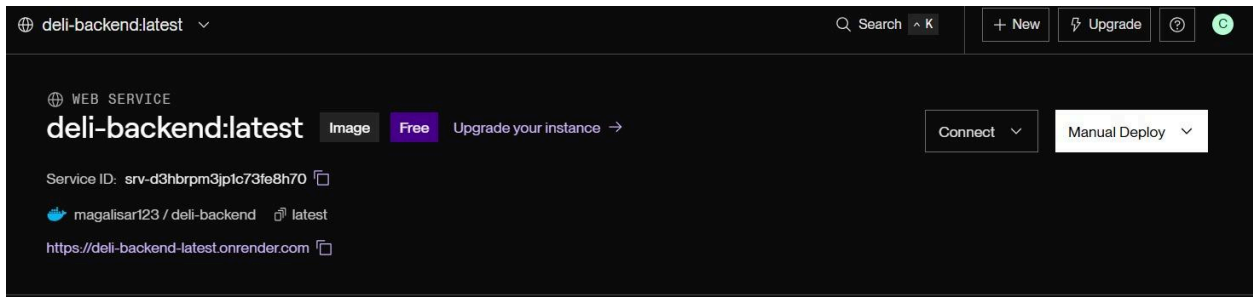 deli-backend:latest Search ^ K + New Upgrade ? C
WEB SERVICE
deli-backend:latest Image Free Upgrade your instance → Connect Manual Deploy
Service ID: srv-d3hbrpm3jp1c73fe8h70
magalisar123 / deli-backend latest
https://deli-backend-latest.onrender.com